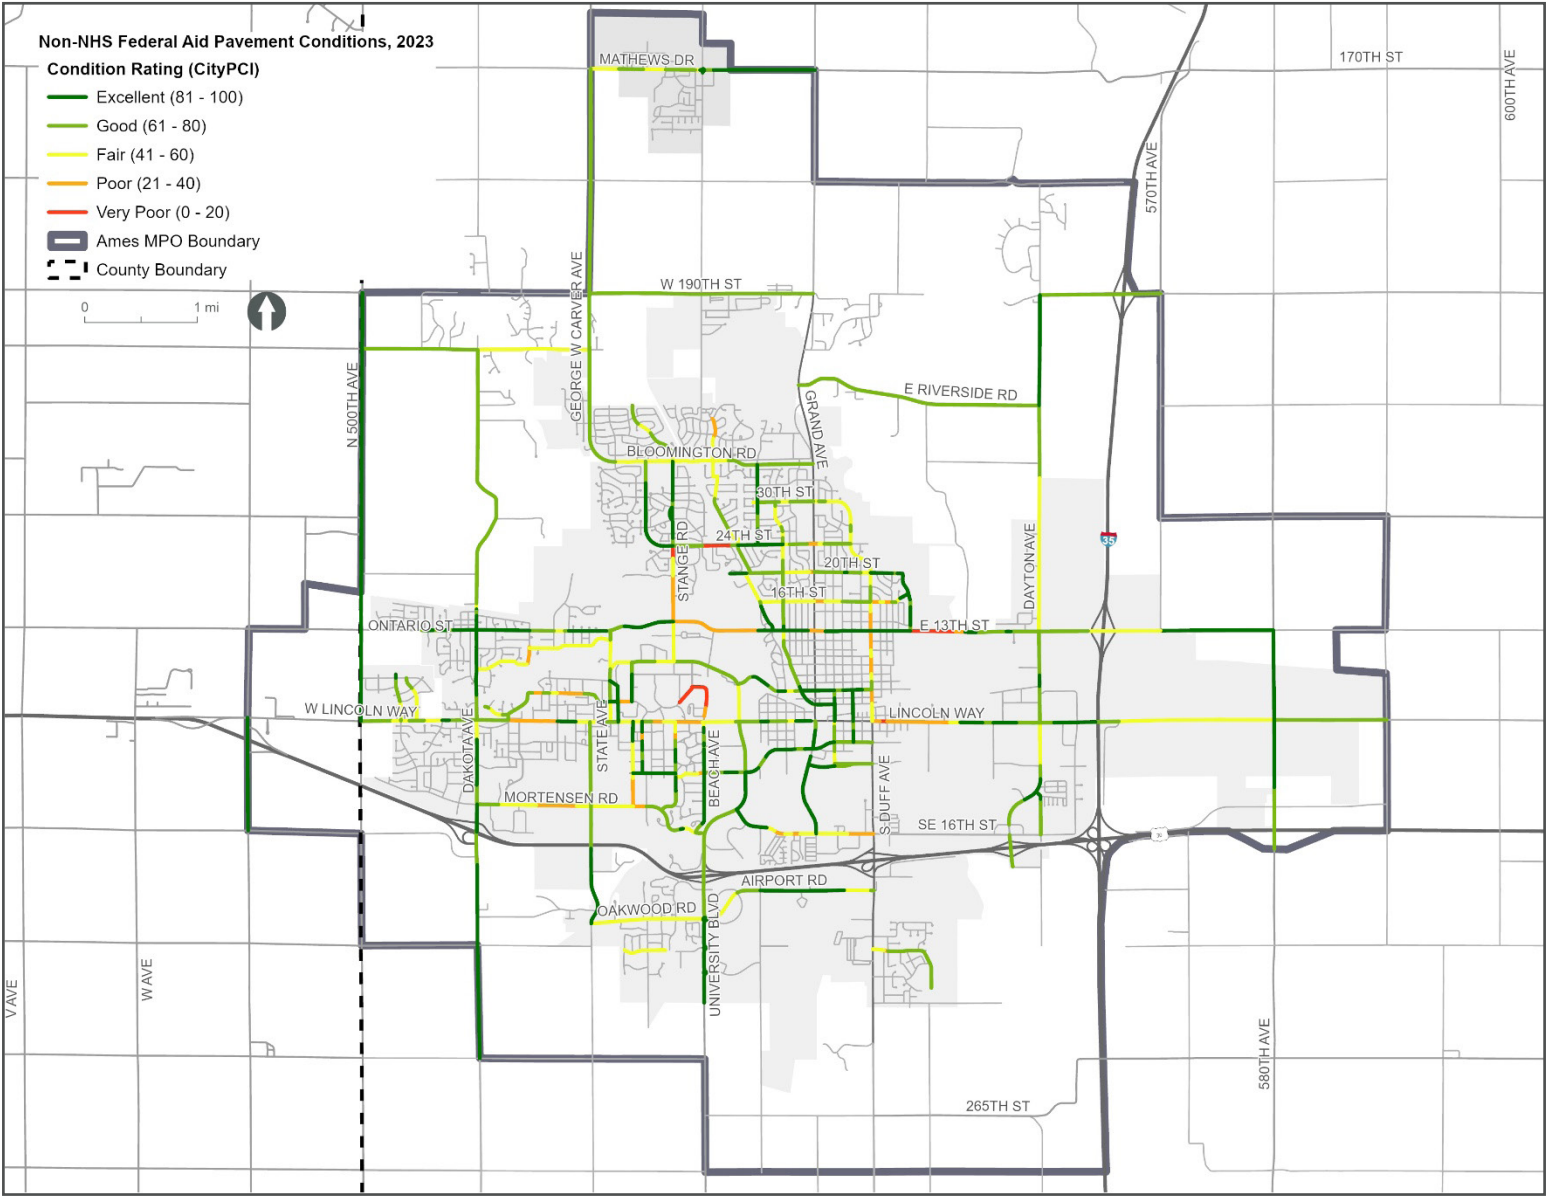 Non-NHS Federal Aid Pavement Conditions, 2023
Condition Rating (CityPCI)
Excellent (81 - 100)
Good (61 - 80)
Fair (41 - 60)
Poor (21 - 40)
Very Poor (0 - 20)
Ames MPO Boundary
County Boundary
0 1 mi
MATHEWS DR
170TH ST
600TH AVE
570TH AVE
GEORGE W CARVER AVE
W 190TH ST
N 500TH AVE
E RIVERSIDE RD
GRAND AVE
BLOOMINGTON RD
30TH ST
24TH ST
STANGE RD
20TH ST
16TH ST
DAYTON AVE
35
ONTARIO ST
E 13TH ST
W LINCOLN WAY
LINCOLN WAY
DAKOTA AVE
STATE AVE
BEACH AVE
S DUFF AVE
MORTENSEN RD
SE 16TH ST
AIRPORT RD
OAKWOOD RD
UNIVERSITY BLVD
V AVE
W AVE
580TH AVE
265TH ST